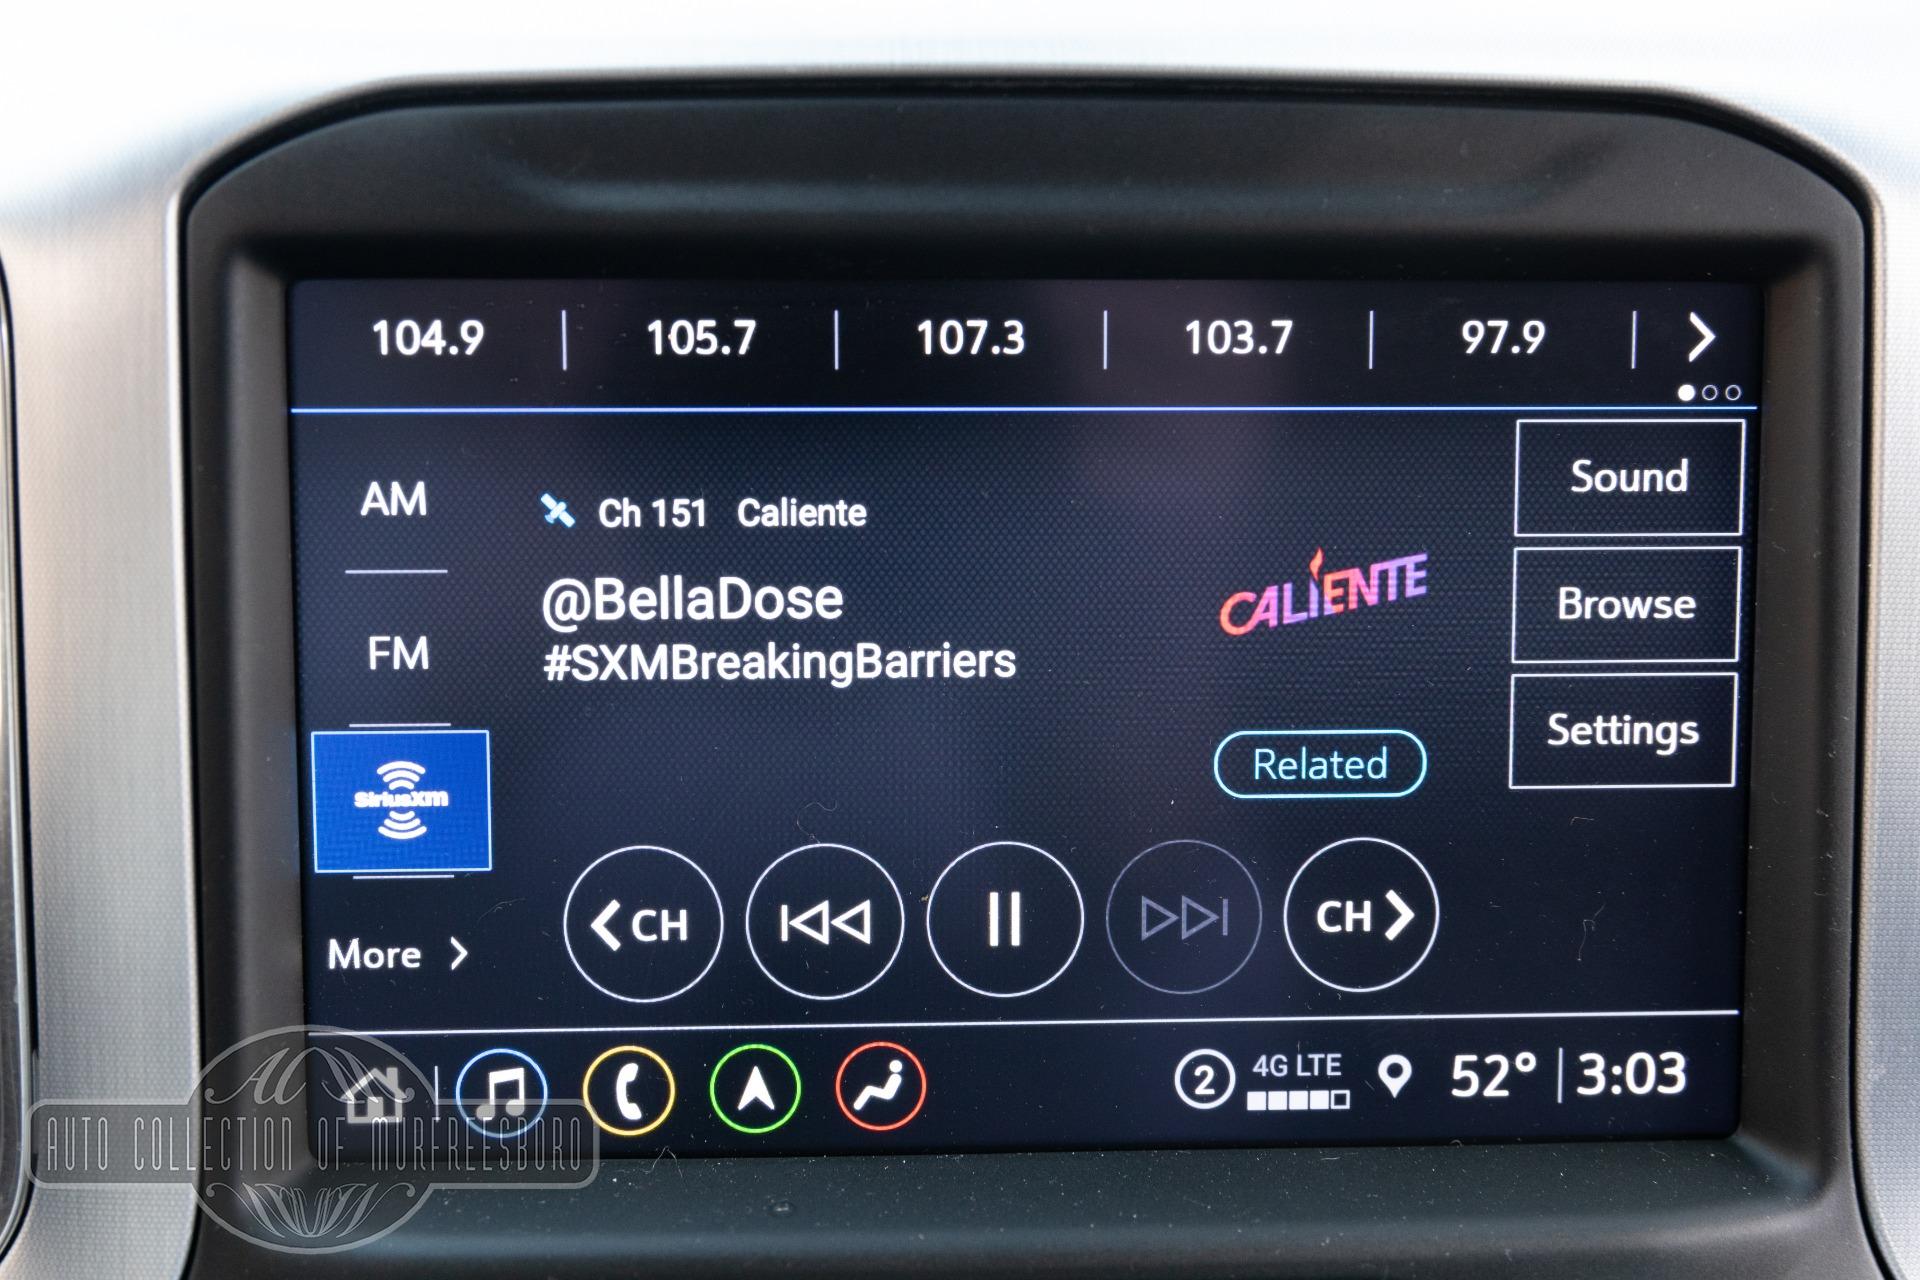 104.9 105.7 107.3 103.7 97.9
AM
FM
SiriusXM
More
Ch 151 Caliente
@BellaDose
#SXMBreakingBarriers
CALIENTE
Related
Sound
Browse
Settings
CH
CH
2 4G LTE 52° 3:03
AC
AUTO COLLECTION OF MURFREESBORO